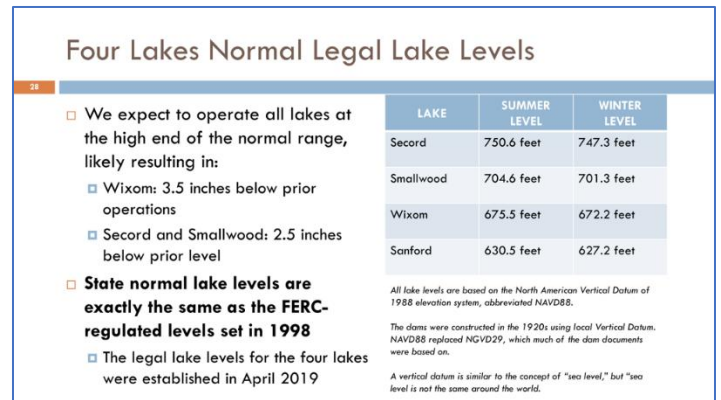 Four Lakes Normal Legal Lake Levels
28
We expect to operate all lakes at
the high end of the normal range,
likely resulting in:
Wixom: 3.5 inches below prior
operations
Secord and Smallwood: 2.5 inches
below prior level
State normal lake levels are
exactly the same as the FERC-
regulated levels set in 1998
The legal lake levels for the four lakes
were established in April 2019
LAKE SUMMER LEVEL WINTER LEVEL
Secord 750.6 feet 747.3 feet
Smallwood 704.6 feet 701.3 feet
Wixom 675.5 feet 672.2 feet
Sanford 630.5 feet 627.2 feet
All lake levels are based on the North American Vertical Datum of
1988 elevation system, abbreviated NAVD88.
The dams were constructed in the 1920s using local Vertical Datum.
NAVD88 replaced NGVD29, which much of the dam documents
were based on.
A vertical datum is similar to the concept of "sea level," but "sea
level is not the same around the world.